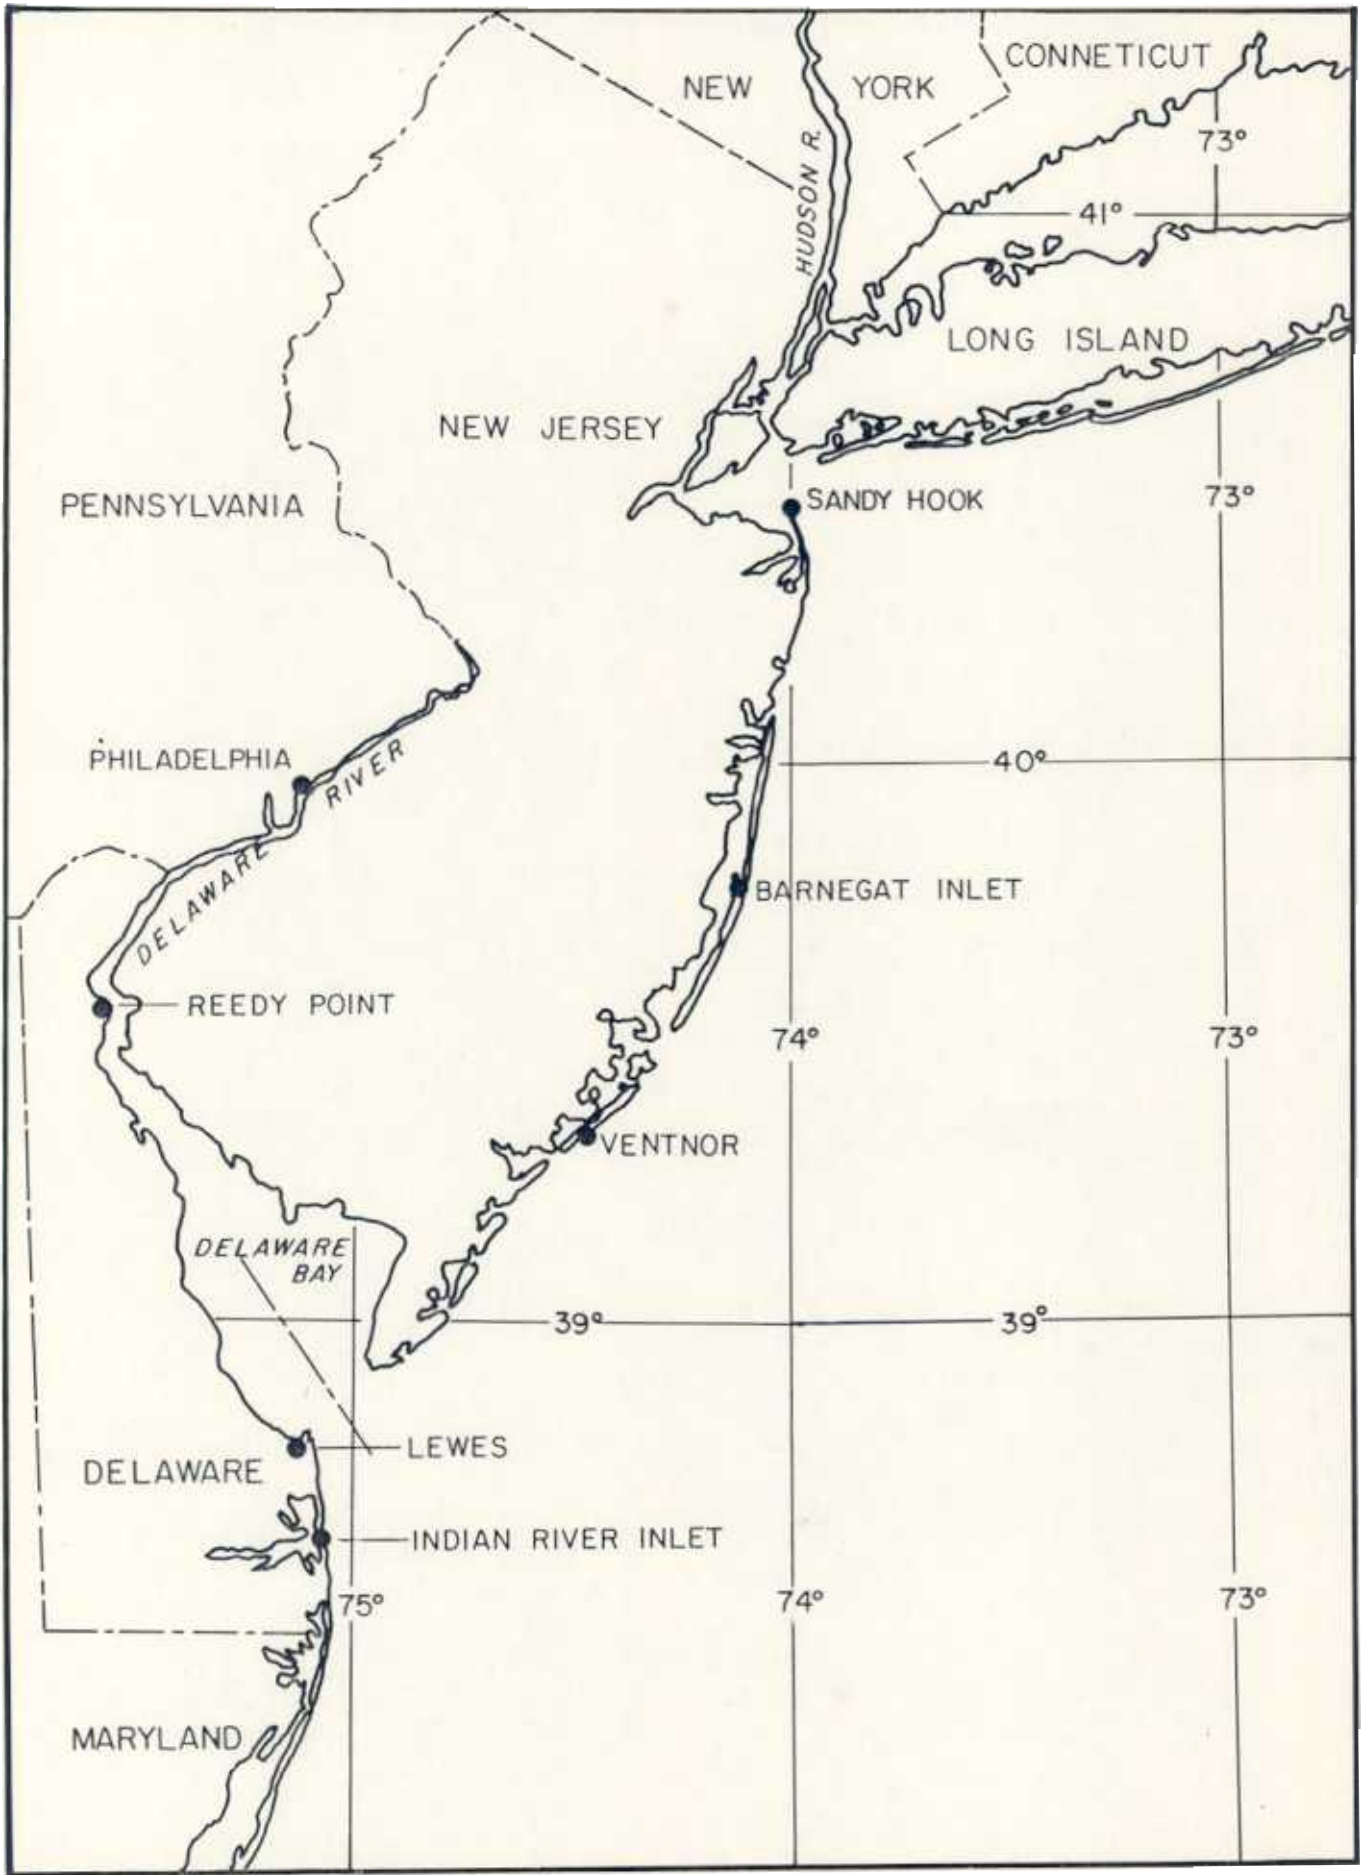 CONNETICUT
NEW YORK
73°
HUDSON R.
41°
LONG ISLAND
NEW JERSEY
PENNSYLVANIA
SANDY HOOK
73°
PHILADELPHIA
40°
DELAWARE RIVER
BARNEGAT INLET
REEDY POINT
74°
73°
VENTNOR
DELAWARE
BAY
39°
39°
LEWES
DELAWARE
INDIAN RIVER INLET
75°
74°
73°
MARYLAND